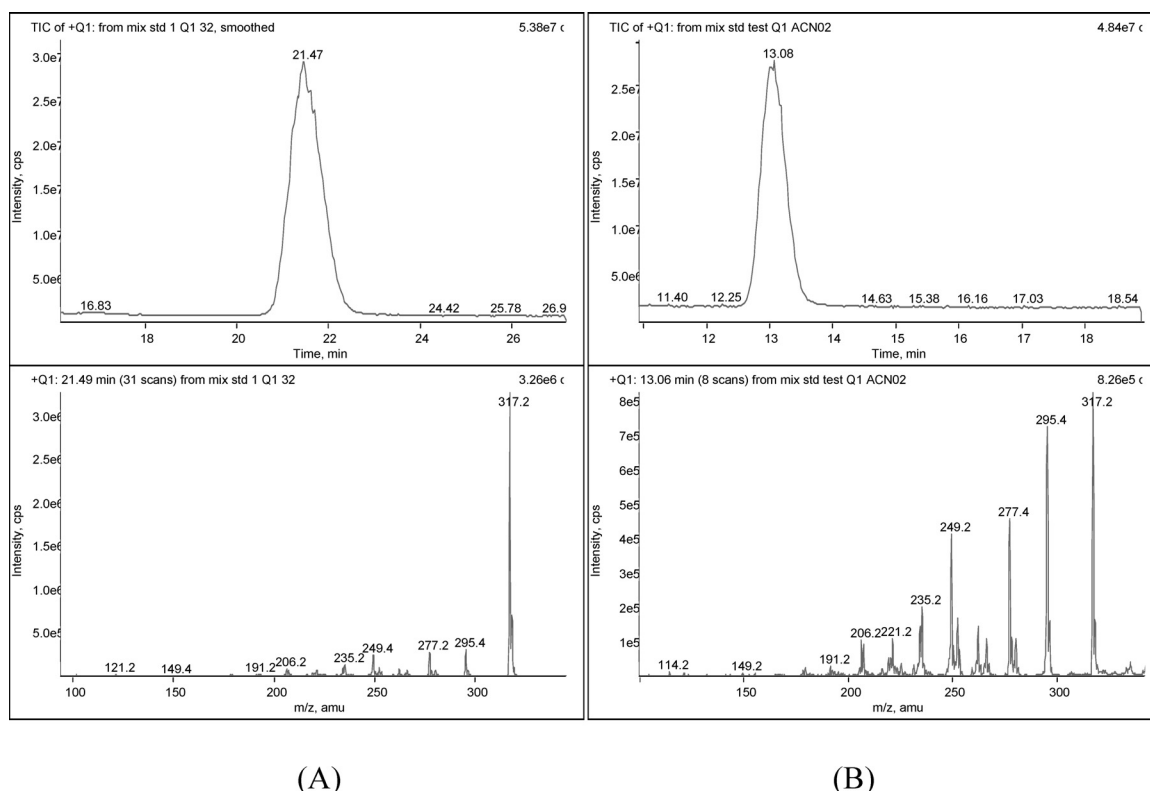 TIC of +Q1: from mix std 1 Q1 32, smoothed 5.38e7 c
3.0e7
2.5e7
2.0e7
1.5e7
1.0e7
5.0e6
Intensity, cps
21.47
16.83 24.42 25.78 26.9
18 20 22 24 26
Time, min
TIC of +Q1: from mix std test Q1 ACN02 4.84e7 c
2.5e7
2.0e7
1.5e7
1.0e7
5.0e6
Intensity, cps
13.08
11.40 12.25 14.63 15.38 16.16 17.03 18.54
12 13 14 15 16 17 18
Time, min
+Q1: 21.49 min (31 scans) from mix std 1 Q1 32 3.26e6 c
3.0e6
2.5e6
2.0e6
1.5e6
1.0e6
5.0e5
Intensity, cps
317.2
121.2 149.4 191.2 206.2 235.2 249.4 277.2 295.4
100 150 200 250 300
m/z, amu
+Q1: 13.06 min (8 scans) from mix std test Q1 ACN02 8.26e5 c
8e5
7e5
6e5
5e5
4e5
3e5
2e5
1e5
Intensity, cps
317.2
295.4
277.4
249.2
235.2
206.2 221.2
114.2 149.2 191.2
150 200 250 300
m/z, amu
(A)
(B)